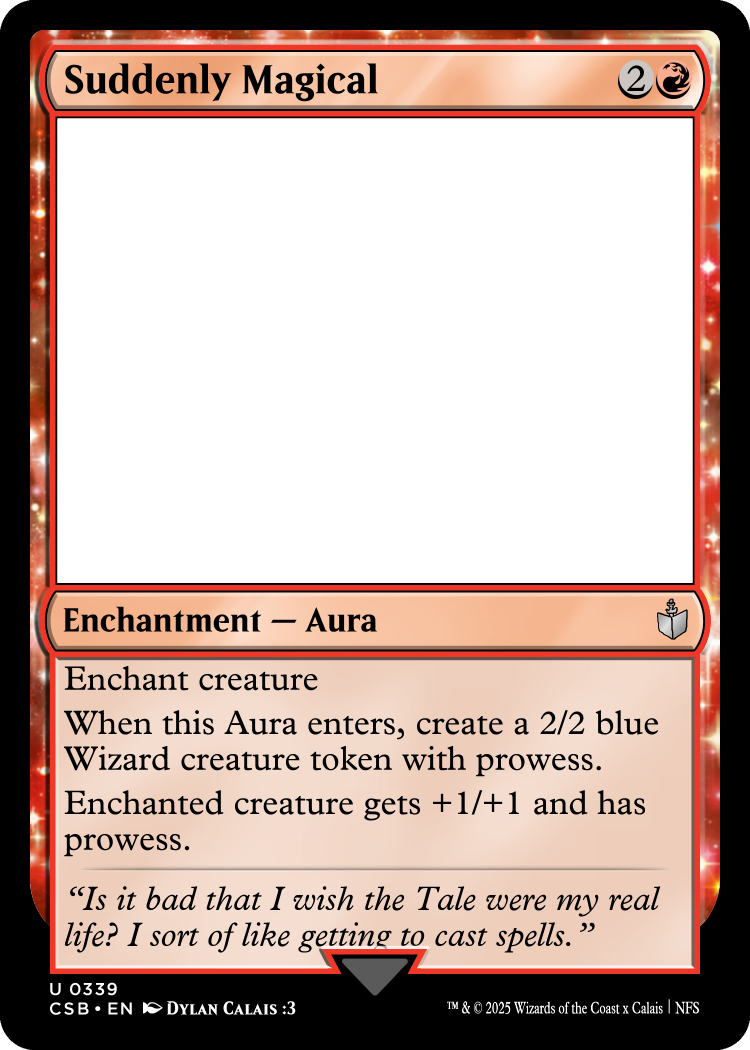 Suddenly Magical 2
Enchantment — Aura
Enchant creature
When this Aura enters, create a 2/2 blue
Wizard creature token with prowess.
Enchanted creature gets +1/+1 and has
prowess.
“Is it bad that I wish the Tale were my real
life? I sort of like getting to cast spells.”
U 0339
CSB • EN Dylan Calais :3 ™ & © 2025 Wizards of the Coast x Calais | NFS